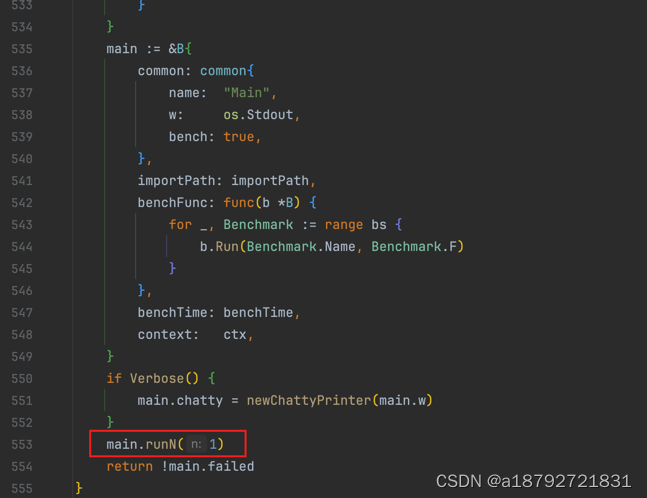 533 }
534 }
535 main := &B{
536 common: common{
537 name: "Main",
538 w: os.Stdout,
539 bench: true,
540 },
541 importPath: importPath,
542 benchFunc: func(b *B) {
543 for _, Benchmark := range bs {
544 b.Run(Benchmark.Name, Benchmark.F)
545 }
546 },
547 benchTime: benchTime,
548 context: ctx,
549 }
550 if Verbose() {
551 main.chatty = newChattyPrinter(main.w)
552 }
553 main.runN( n: 1)
554 return !main.failed
555 }
CSDN @a18792721831